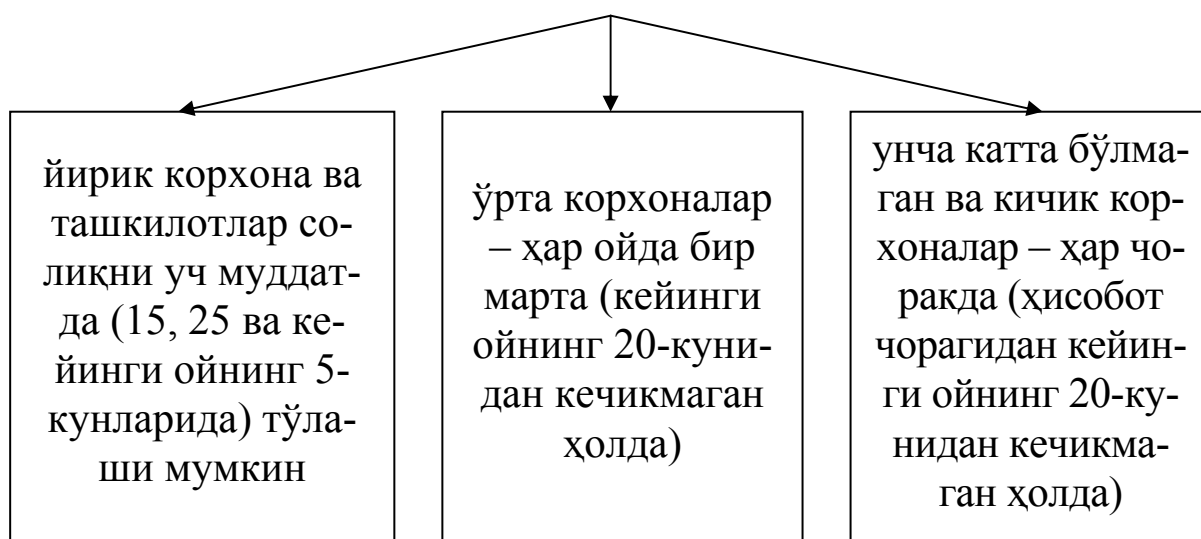 йирик корхона ва
ташкилотлар со-
лиқни уч муддат-
да (15, 25 ва ке-
йинги ойнинг 5-
кунларида) тўла-
ши мумкин
ўрта корхоналар
– ҳар ойда бир
марта (кейинги
ойнинг 20-куни-
дан кечикмаган
ҳолда)
унча катта бўлма-
ган ва кичик кор-
хоналар – ҳар чо-
ракда (ҳисобот
чорагидан кейин-
ги ойнинг 20-ку-
нидан кечикма-
ган ҳолда)